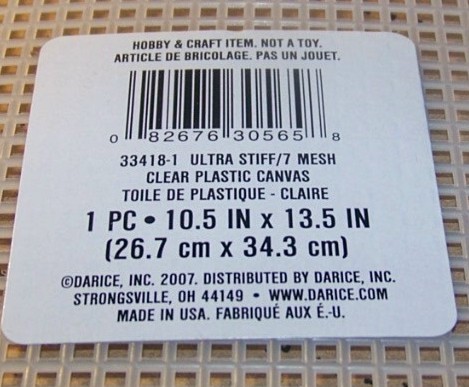 HOBBY & CRAFT ITEM. NOT A TOY.
ARTICLE DE BRICOLAGE. PAS UN JOUET.
0 82676 30565 8
33418-1 ULTRA STIFF/7 MESH
CLEAR PLASTIC CANVAS
TOILE DE PLASTIQUE - CLAIRE
1 PC • 10.5 IN x 13.5 IN
(26.7 cm x 34.3 cm)
©DARICE, INC. 2007. DISTRIBUTED BY DARICE, INC.
STRONGSVILLE, OH 44149 • WWW.DARICE.COM
MADE IN USA. FABRIQUÉ AUX É.-U.